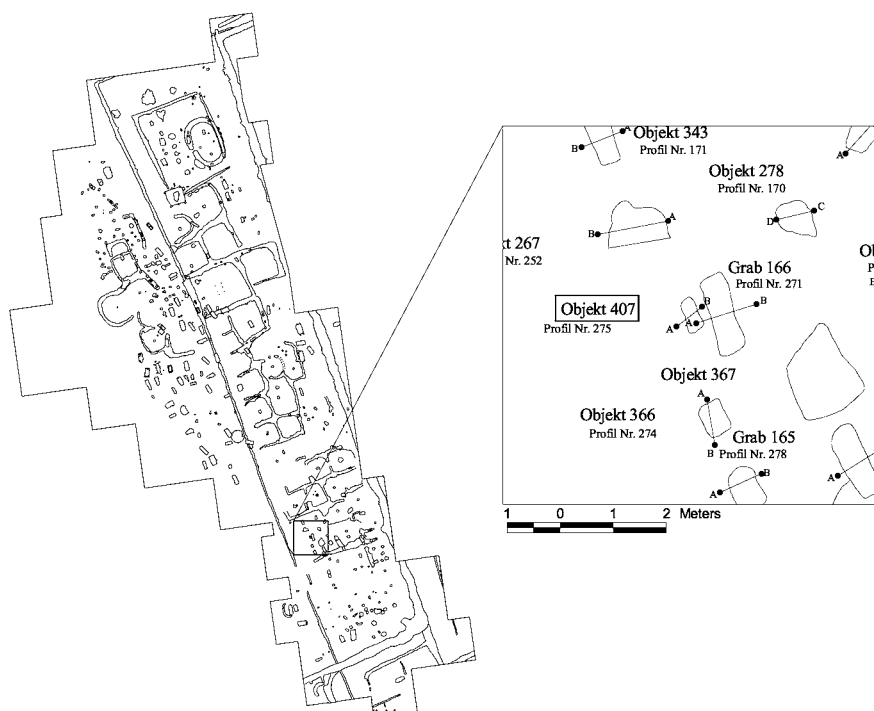 Objekt 343
Profil Nr. 171
A
B
A
Objekt 278
Profil Nr. 170
C
D
A
B
t 267
Nr. 252
Grab 166
Profil Nr. 271
B
B
A
A
Objekt 407
Profil Nr. 275
Objekt 367
A
Objekt 366
Profil Nr. 274
B
Grab 165
Profil Nr. 278
B
A
A
Ob
P
B
1 0 1 2 Meters